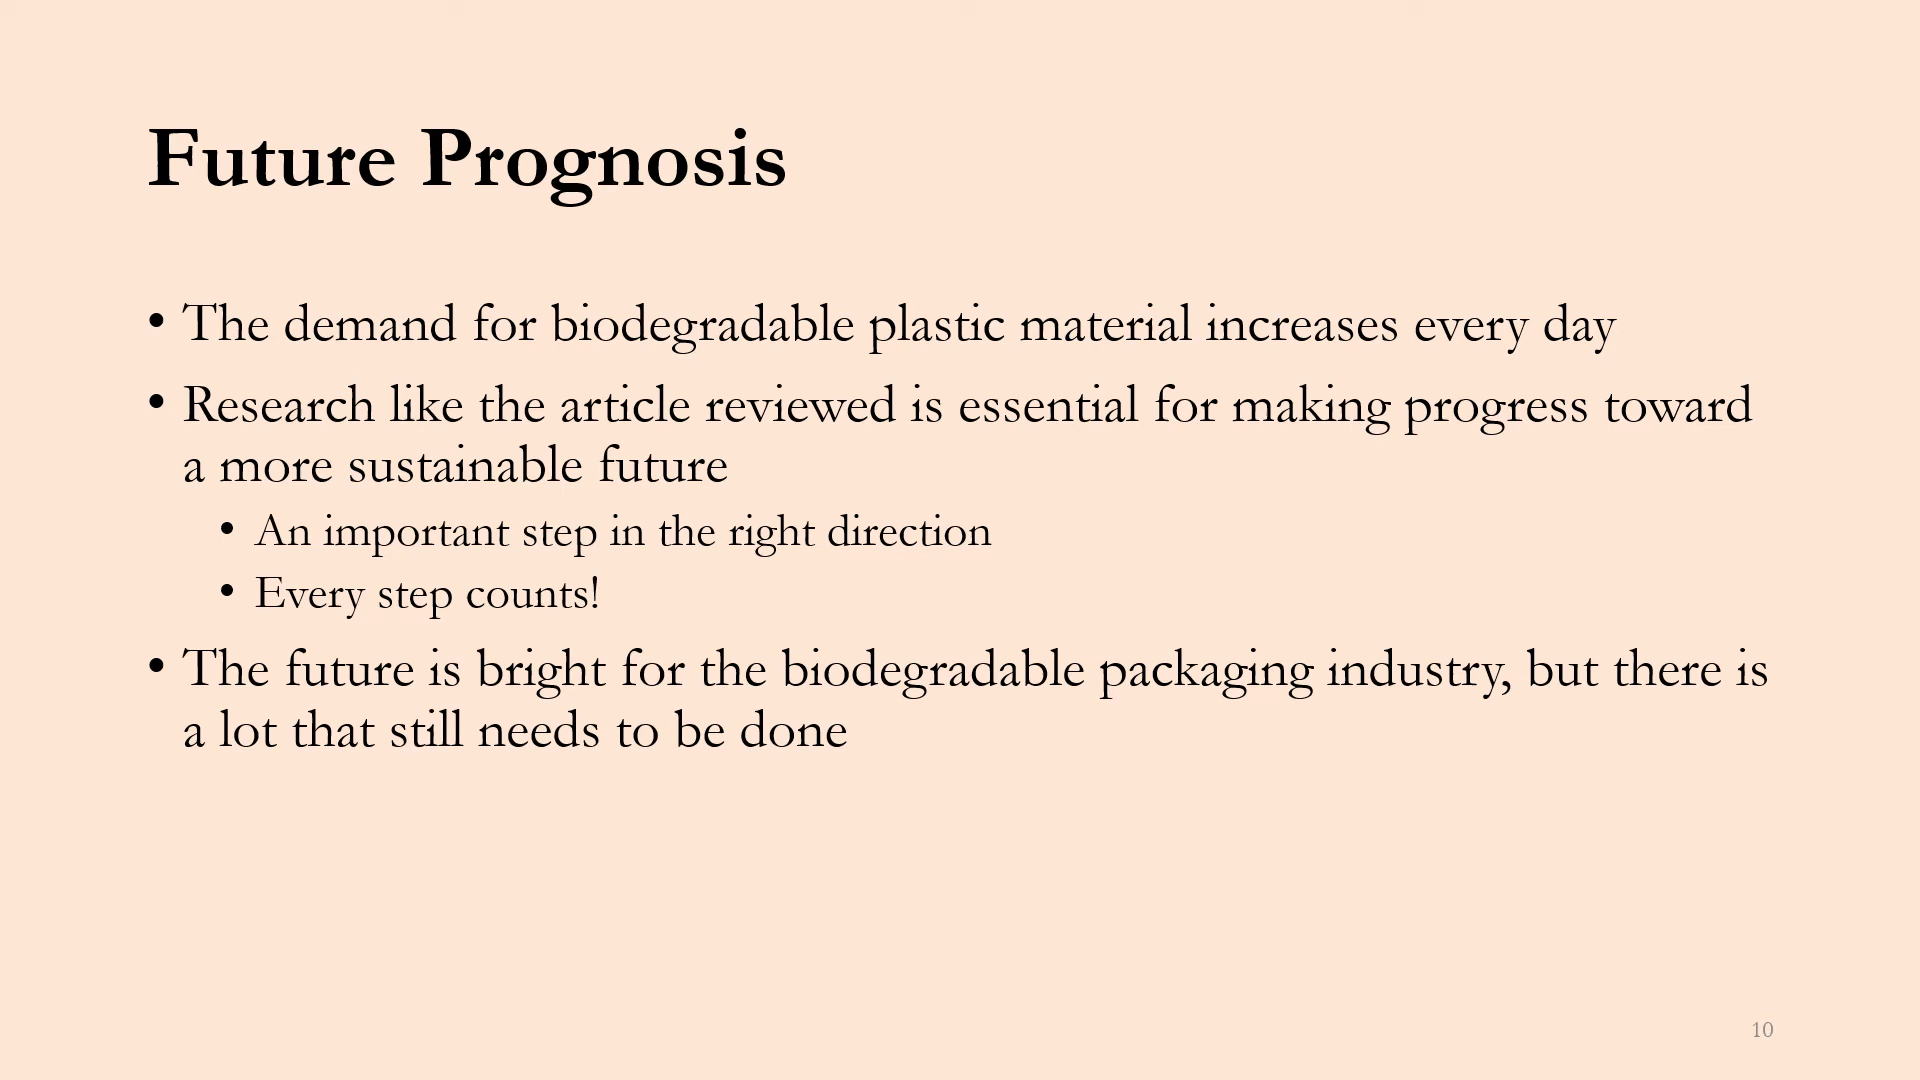 Future Prognosis
• The demand for biodegradable plastic material increases every day
• Research like the article reviewed is essential for making progress toward
a more sustainable future
• An important step in the right direction
• Every step counts!
• The future is bright for the biodegradable packaging industry, but there is
a lot that still needs to be done
10